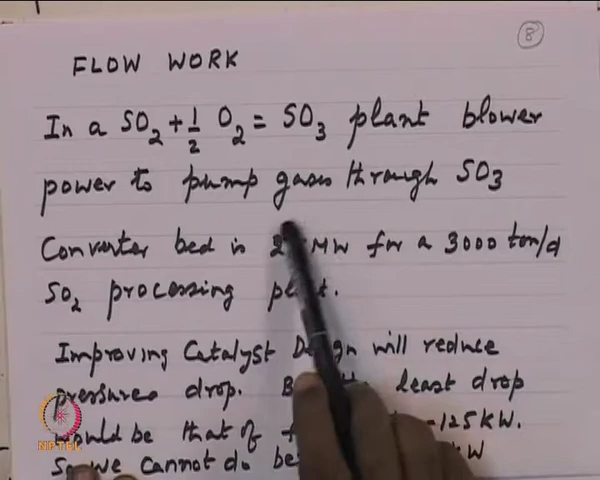 8
FLOW WORK
In a SO2 + 1/2 O2 = SO3 plant blower
power to pump gases through SO3
Converter bed is 2 MW for a 3000 ton/d
SO2 processing
Improving Catalyst will reduce
pressure drop. least drop
would be that of 125 KW.
So we cannot do
NPTEL